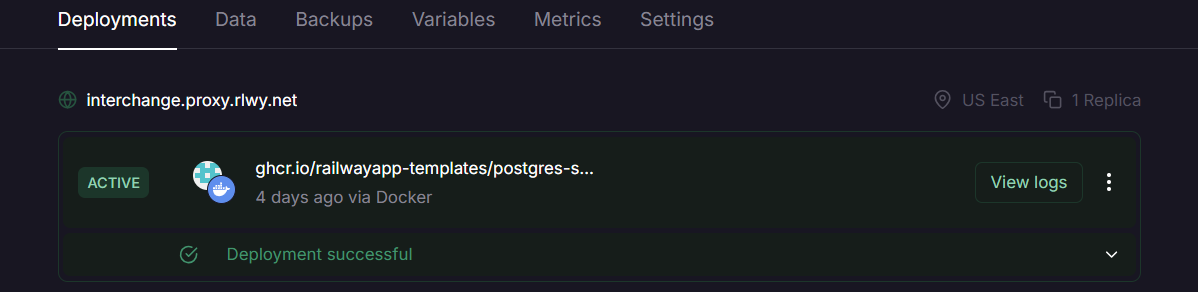 Deployments Data Backups Variables Metrics Settings
interchange.proxy.rlwy.net US East 1 Replica
ACTIVE ghcr.io/railwayapp-templates/postgres-s... View logs
4 days ago via Docker
Deployment successful